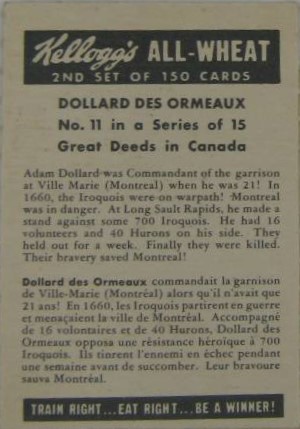 Kellogg's ALL-WHEAT
2ND SET OF 150 CARDS
DOLLARD DES ORMEAUX
No. 11 in a Series of 15
Great Deeds in Canada
Adam Dollard was Commandant of the garrison
at Ville Marie (Montreal) when he was 21! In
1660, the Iroquois were on warpath! Montreal
was in danger. At Long Sault Rapids, he made a
stand against some 700 Iroquois. He had 16
volunteers and 40 Hurons on his side. They
held out for a week. Finally they were killed.
Their bravery saved Montreal!
Dollard des Ormeaux commandait la garnison
de Ville-Marie (Montréal) alors qu'il n'avait que
21 ans! En 1660, les Iroquois partirent en guerre
et menaçaient la ville de Montréal. Accompagné
de 16 volontaires et de 40 Hurons, Dollard des
Ormeaux opposa une résistance héroïque à 700
Iroquois. Ils tinrent l'ennemi en échec pendant
une semaine avant de succomber. Leur bravoure
sauva Montréal.
TRAIN RIGHT...EAT RIGHT...BE A WINNER!